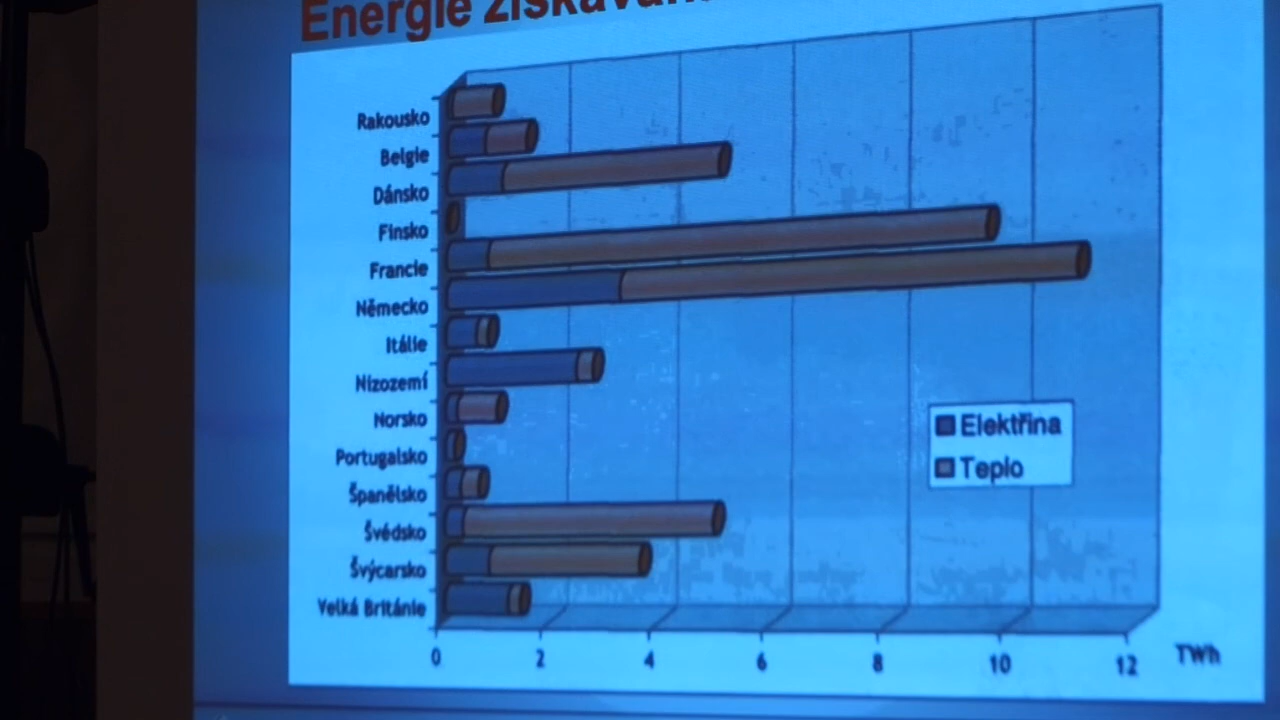 Energie
Rakousko
Belgie
Dánsko
Finsko
Francie
Německo
Itálie
Nizozemí
Norsko
Portugalsko
Španělsko
Švédsko
Švýcarsko
Velká Británie
Elektřina
Teplo
0 2 4 6 8 10 12 TWh